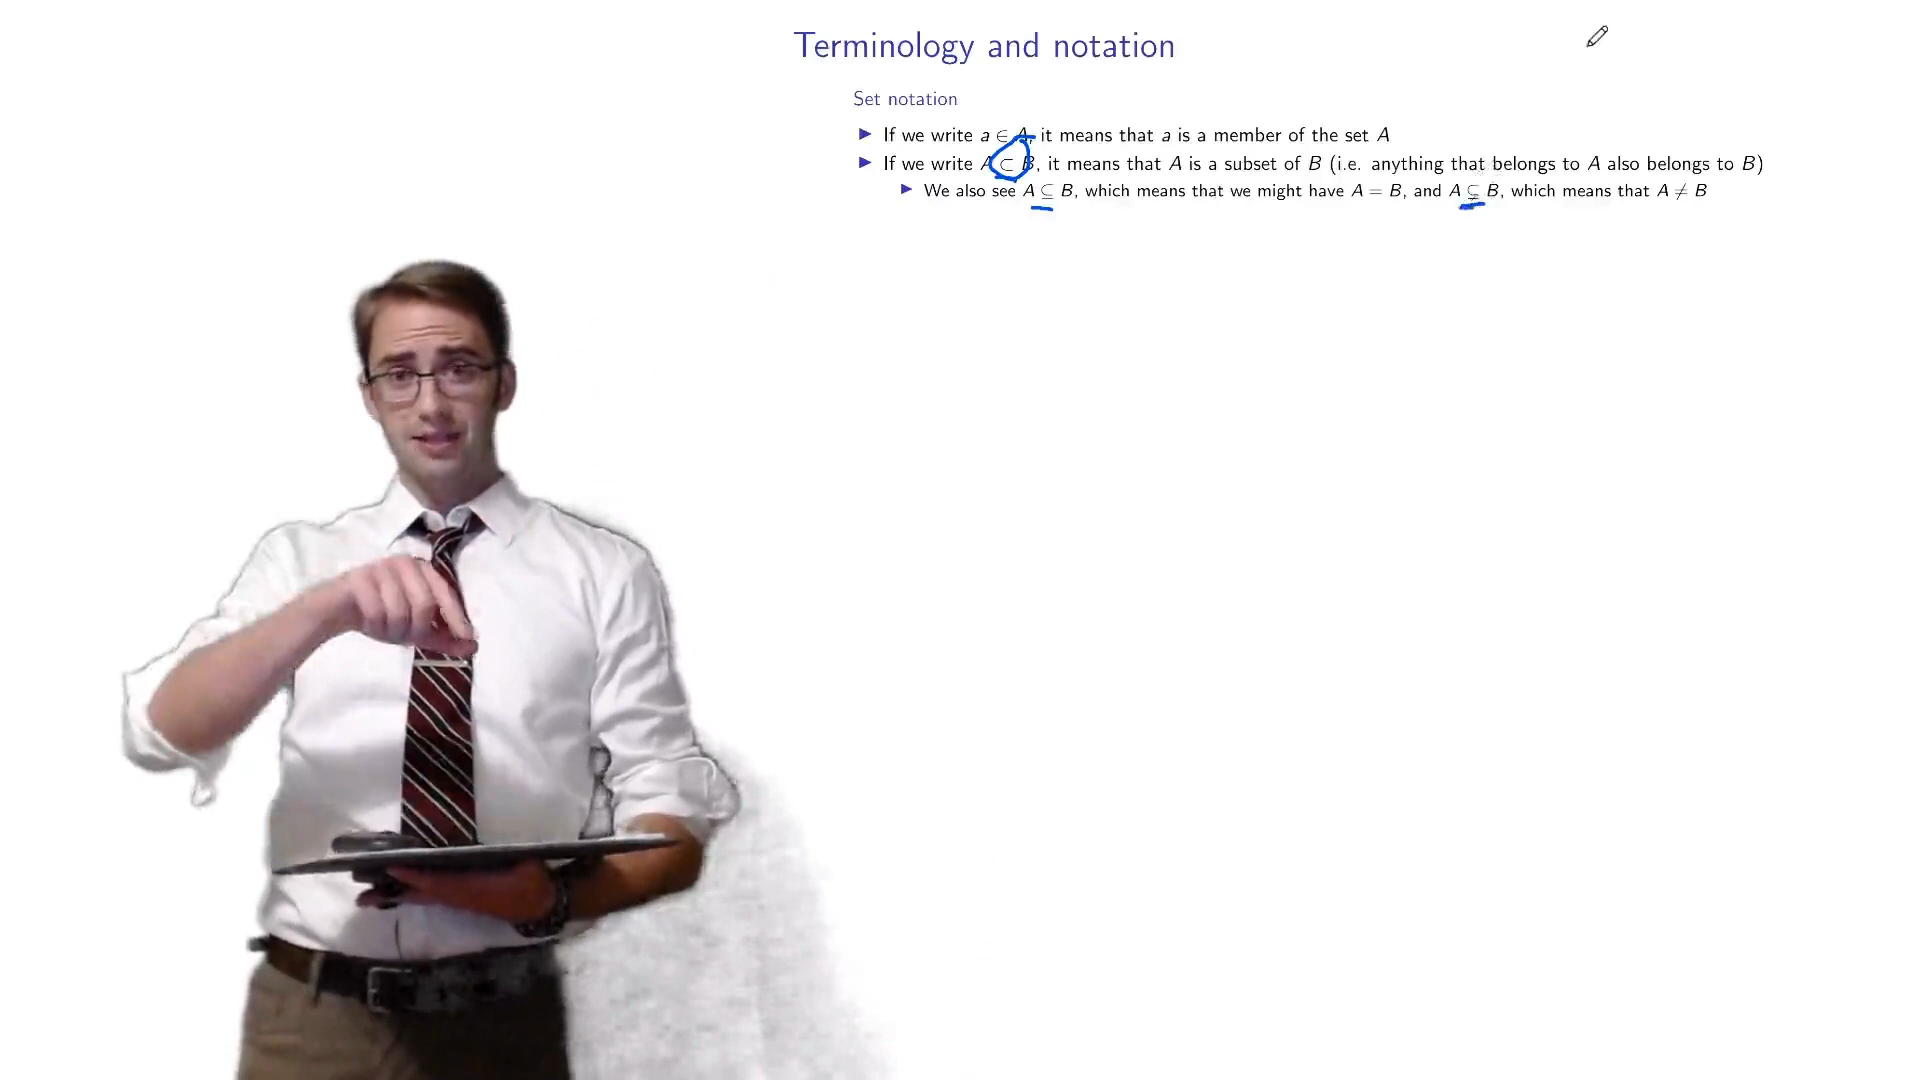 Terminology and notation
Set notation
▶ If we write a ∈ A, it means that a is a member of the set A
▶ If we write A ⊂ B, it means that A is a subset of B (i.e. anything that belongs to A also belongs to B)
▶ We also see A ⊆ B, which means that we might have A = B, and A ⊊ B, which means that A ≠ B